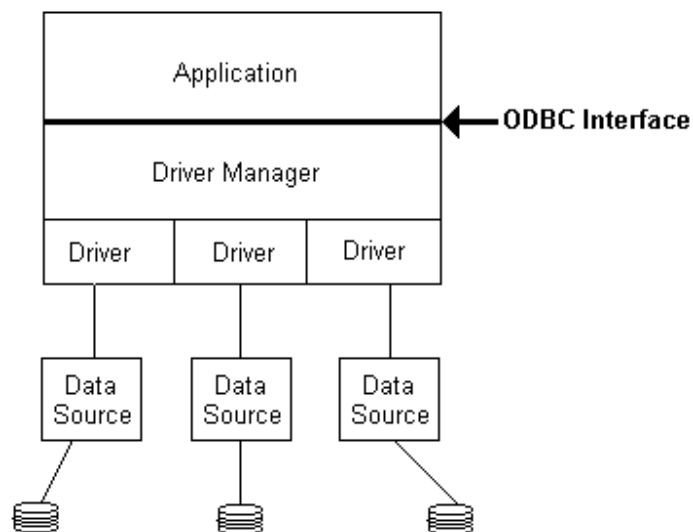 Application
ODBC Interface
Driver Manager
Driver
Driver
Driver
Data
Source
Data
Source
Data
Source